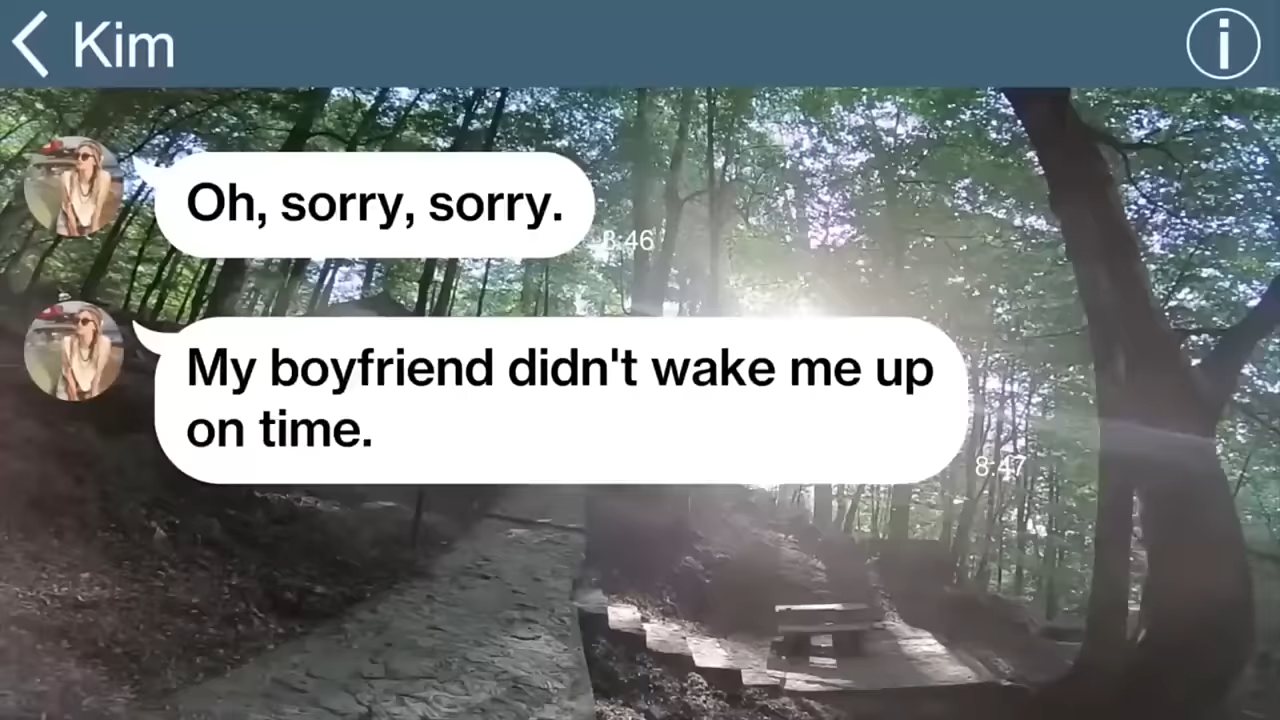 Kim
Oh, sorry, sorry.
8:46
My boyfriend didn't wake me up
on time.
8:47